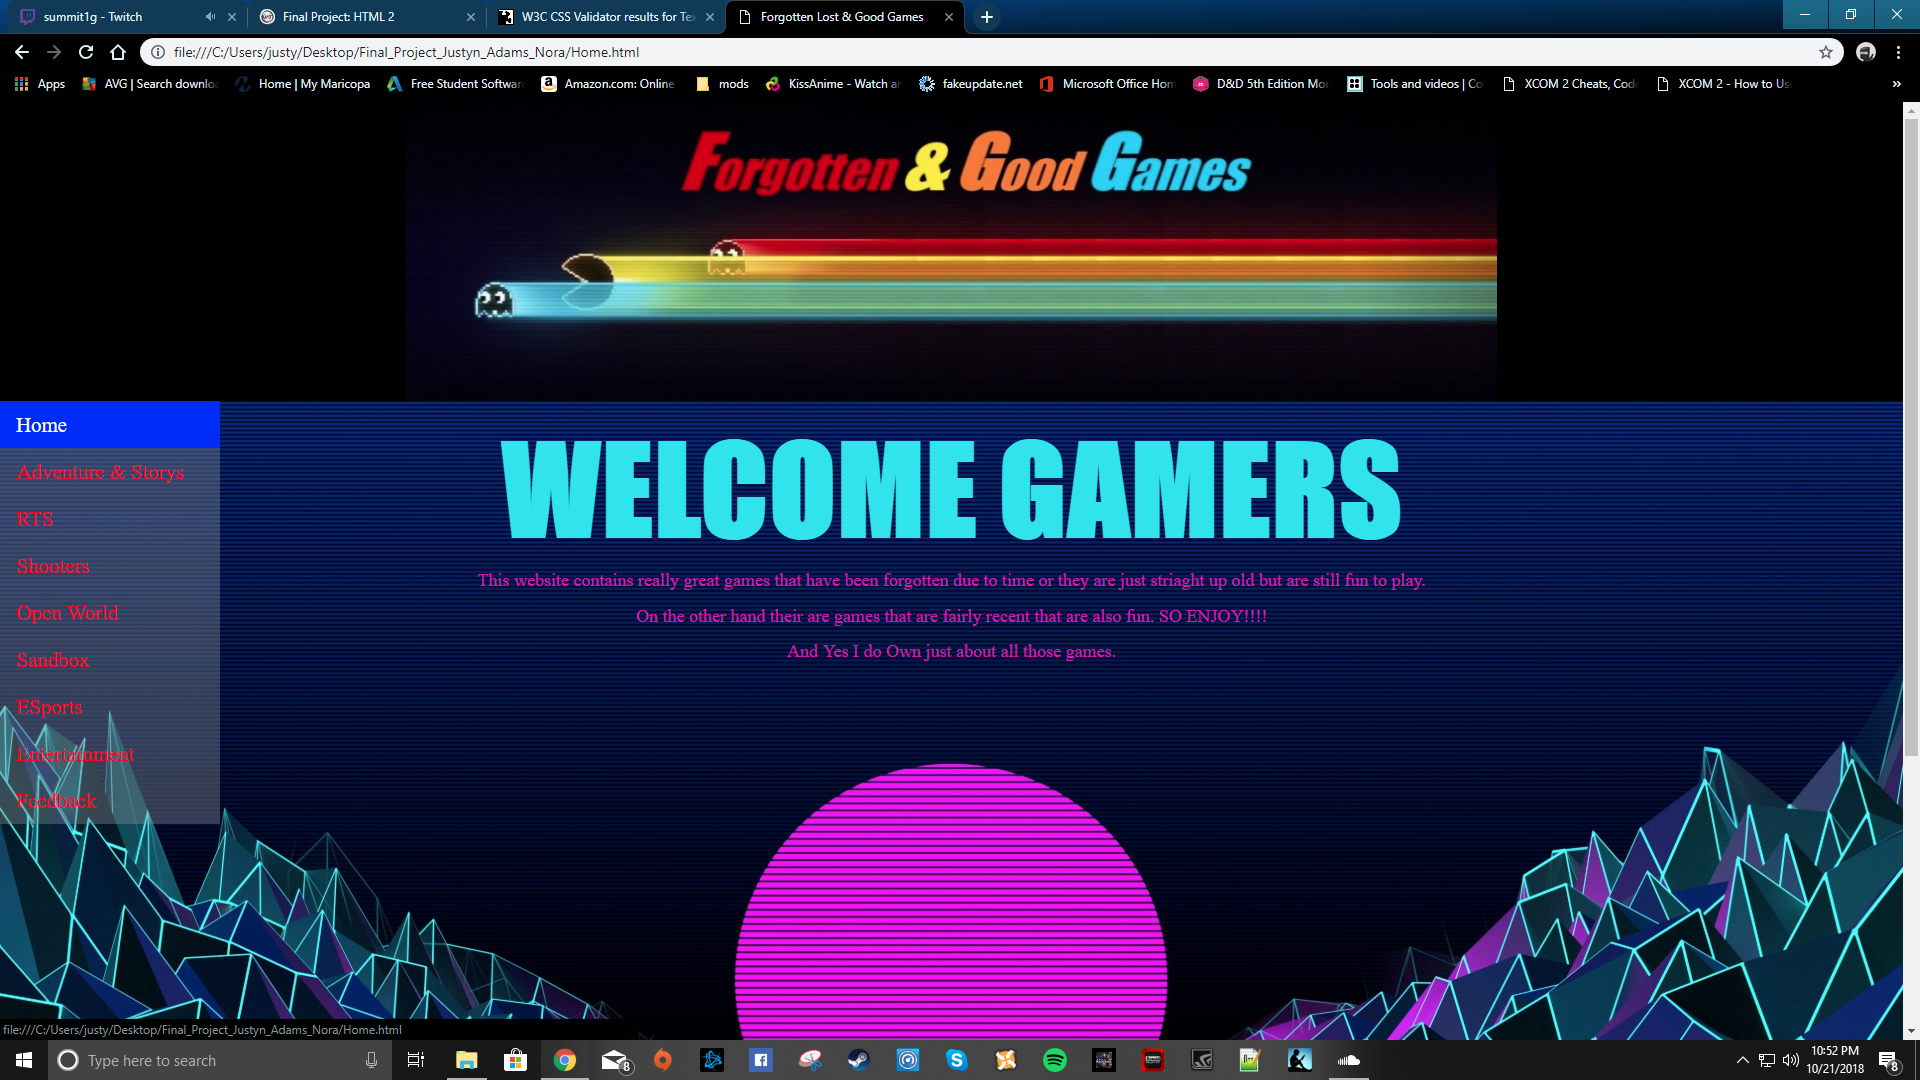 summit1g - Twitch
Final Project: HTML 2
W3C CSS Validator results for Tex
Forgotten Lost & Good Games
file:///C:/Users/justy/Desktop/Final_Project_Justyn_Adams_Nora/Home.html
Apps
AVG | Search downlo
Home | My Maricopa
Free Student Softwar
Amazon.com: Online
mods
KissAnime - Watch an
fakeupdate.net
Microsoft Office Hom
D&D 5th Edition Mon
Tools and videos | Co
XCOM 2 Cheats, Cod
XCOM 2 - How to Us
»
Forgotten & Good Games
Home
Adventure & Storys
RTS
Shooters
Open World
Sandbox
ESports
Entertainment
Feedback
WELCOME GAMERS
This website contains really great games that have been forgotten due to time or they are just striaght up old but are still fun to play.
On the other hand their are games that are fairly recent that are also fun. SO ENJOY!!!!
And Yes I do Own just about all those games.
file:///C:/Users/justy/Desktop/Final_Project_Justyn_Adams_Nora/Home.html
Type here to search
8
10:52 PM
10/21/2018
8